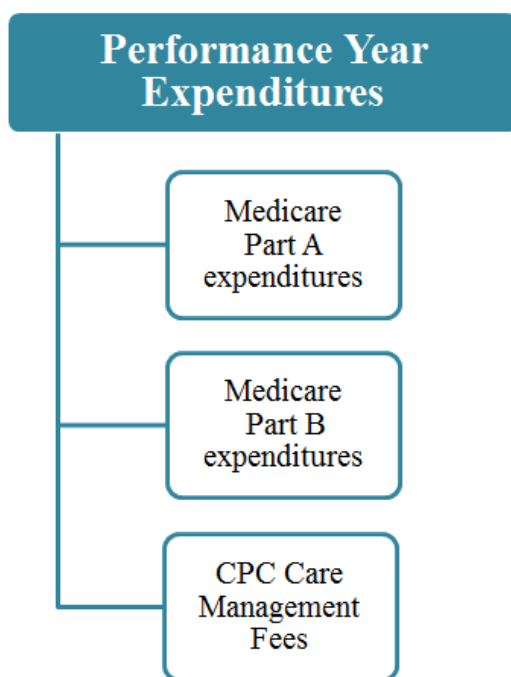 Performance Year
Expenditures
Medicare
Part A
expenditures
Medicare
Part B
expenditures
CPC Care
Management
Fees